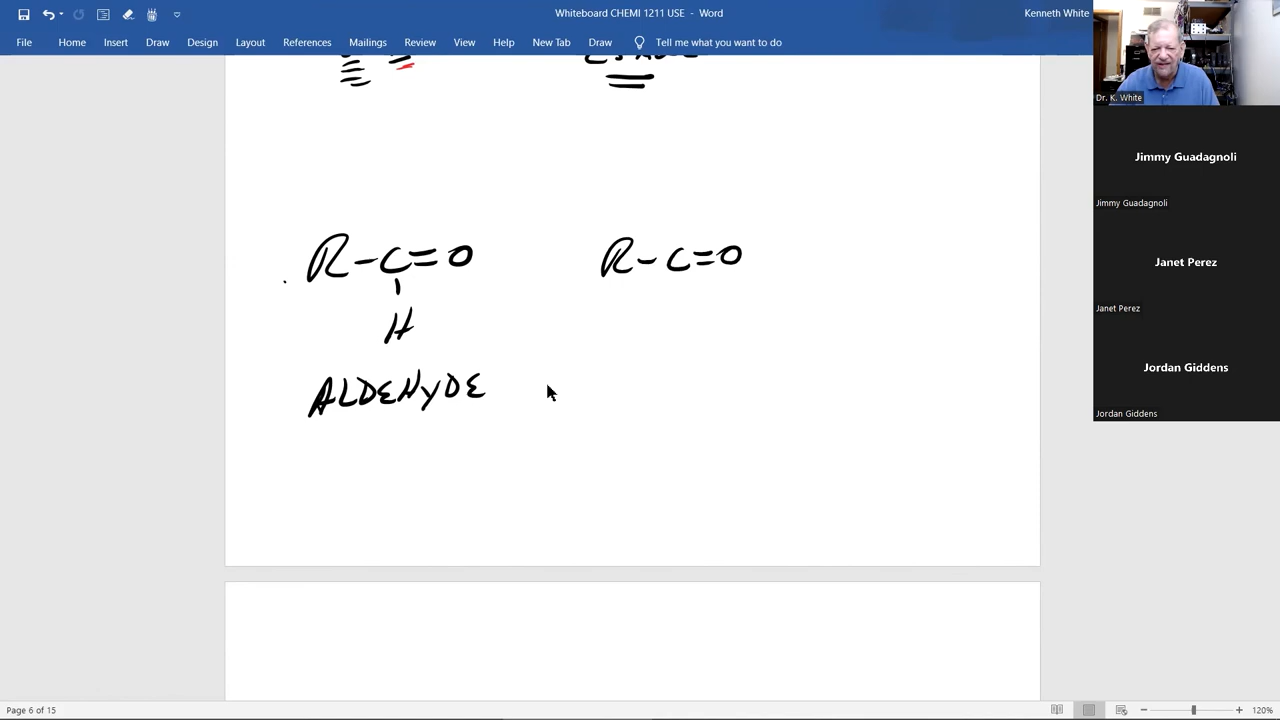 Whiteboard CHEMI 1211 USE - Word
Kenneth White
File Home Insert Draw Design Layout References Mailings Review View Help New Tab Draw Tell me what you want to do
Dr. K. White
Jimmy Guadagnoli
Jimmy Guadagnoli
Janet Perez
Janet Perez
Jordan Giddens
Jordan Giddens
R-C=O R-C=O
H
ALDEHYDE
Page 6 of 15
120%